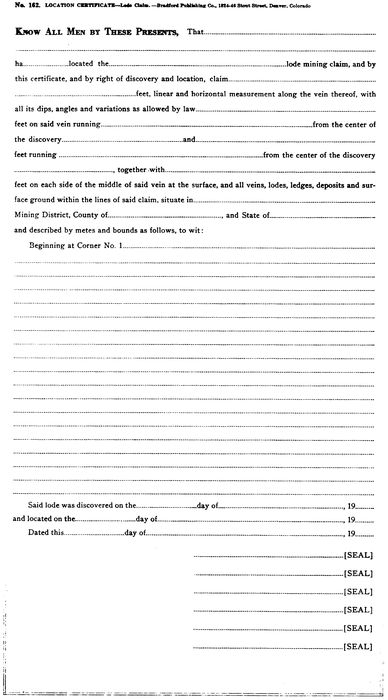 No. 162. LOCATION CERTIFICATE—Lode Claim. —Bradford Publishing Co., 1824-46 Stout Street, Denver, Colorado
KNOW ALL MEN BY THESE PRESENTS, That
ha located the lode mining claim, and by
this certificate, and by right of discovery and location, claim
feet, linear and horizontal measurement along the vein thereof, with
all its dips, angles and variations as allowed by law
feet on said vein running from the center of
the discovery and
feet running from the center of the discovery
, together with
feet on each side of the middle of said vein at the surface, and all veins, lodes, ledges, deposits and sur-
face ground within the lines of said claim, situate in
Mining District, County of , and State of
and described by metes and bounds as follows, to wit:
Beginning at Corner No. 1
Said lode was discovered on the day of , 19
and located on the day of , 19
Dated this day of , 19
[SEAL]
[SEAL]
[SEAL]
[SEAL]
[SEAL]
[SEAL]